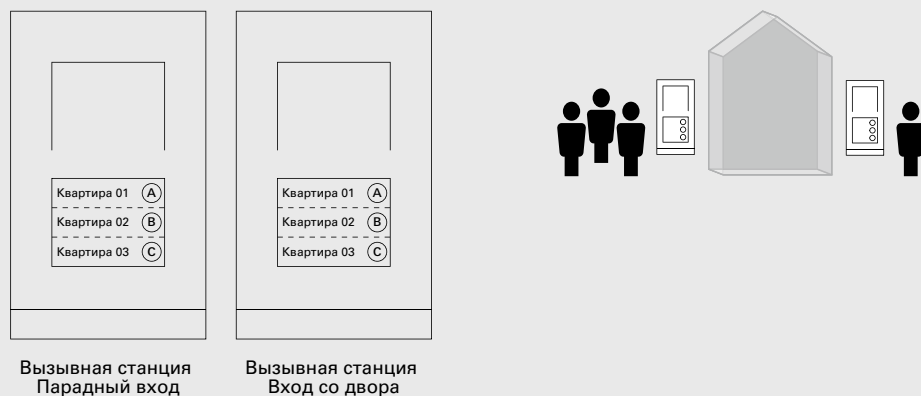 Квартира 01 A
Квартира 02 B
Квартира 03 C
Вызывная станция
Парадный вход
Квартира 01 A
Квартира 02 B
Квартира 03 C
Вызывная станция
Вход со двора